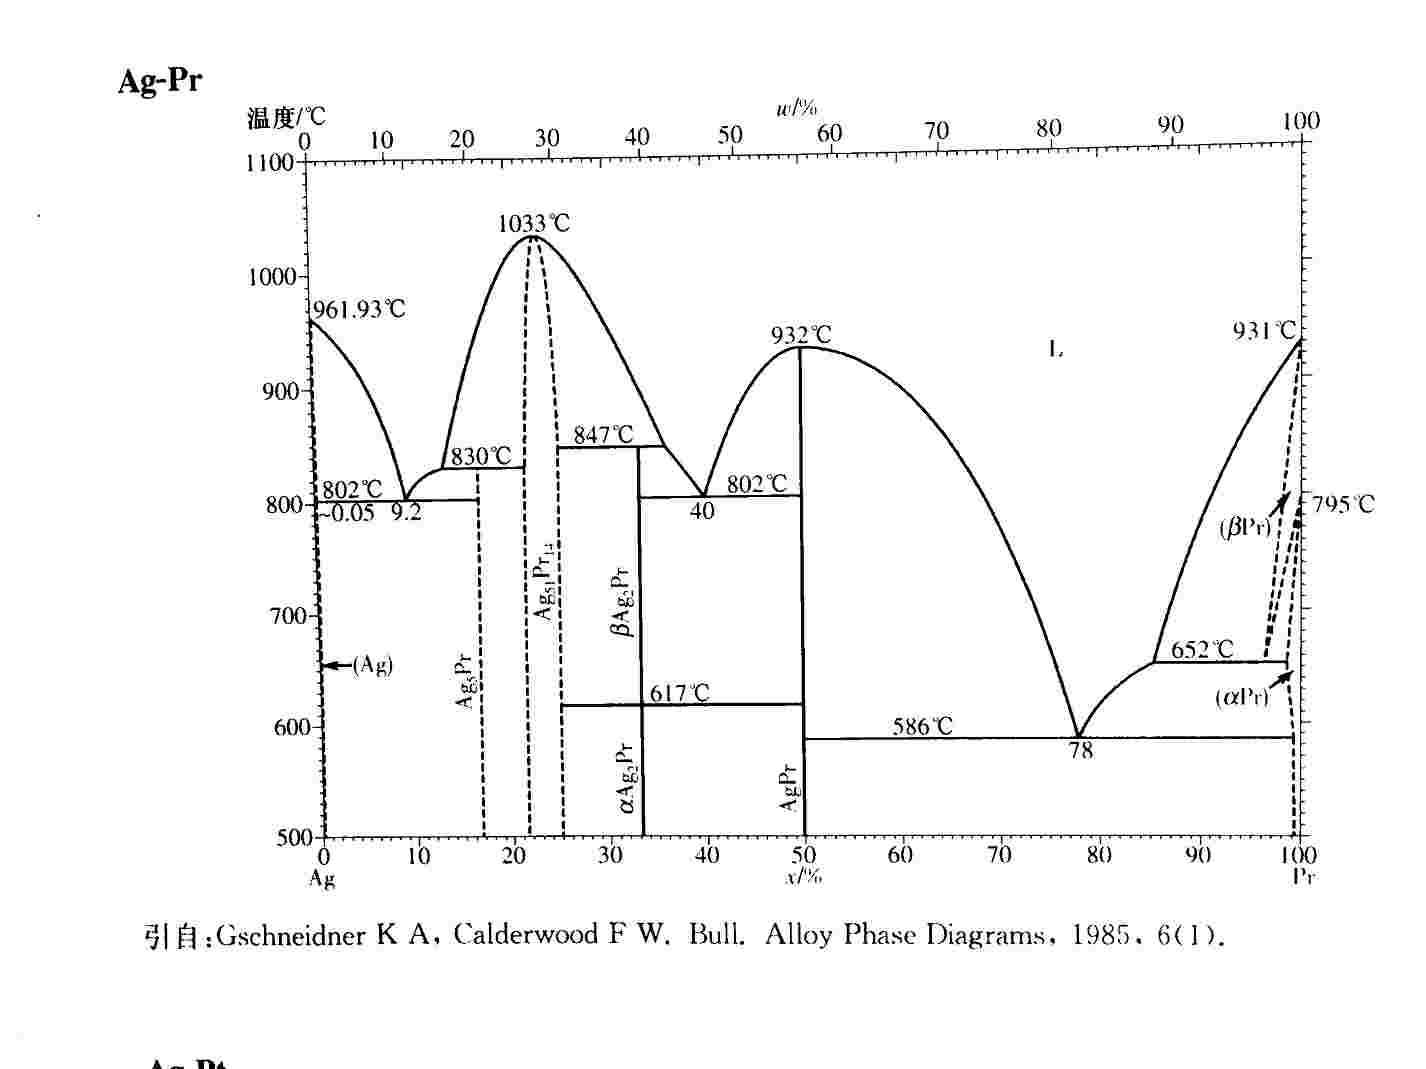 Ag-Pr
温度/℃
w/%
0 10 20 30 40 50 60 70 80 90 100
1100
1033℃
1000
961.93℃
932℃
931℃
L
900
847℃
830℃
802℃
802℃
800
~0.05 9.2
40
795℃
(βPr)
Ag₅₁Pr₁₄
βAg₂Pr
700
(Ag)
Ag₅Pr
652℃
617℃
(αPr)
600
586℃
78
αAg₂Pr
AgPr
500
0 10 20 30 40 50 60 70 80 90 100
Ag x/% Pr
引自:Gschneidner K A, Calderwood F W. Bull. Alloy Phase Diagrams, 1985, 6(1).